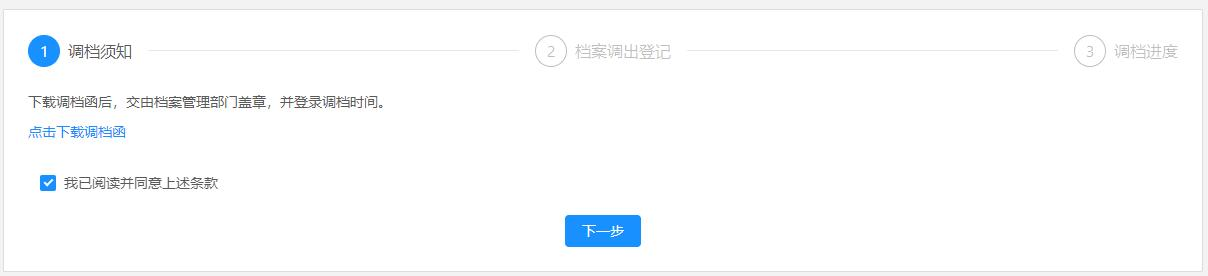 1 调档须知 2 档案调出登记 3 调档进度
下载调档函后，交由档案管理部门盖章，并登录调档时间。
点击下载调档函
我已阅读并同意上述条款
下一步